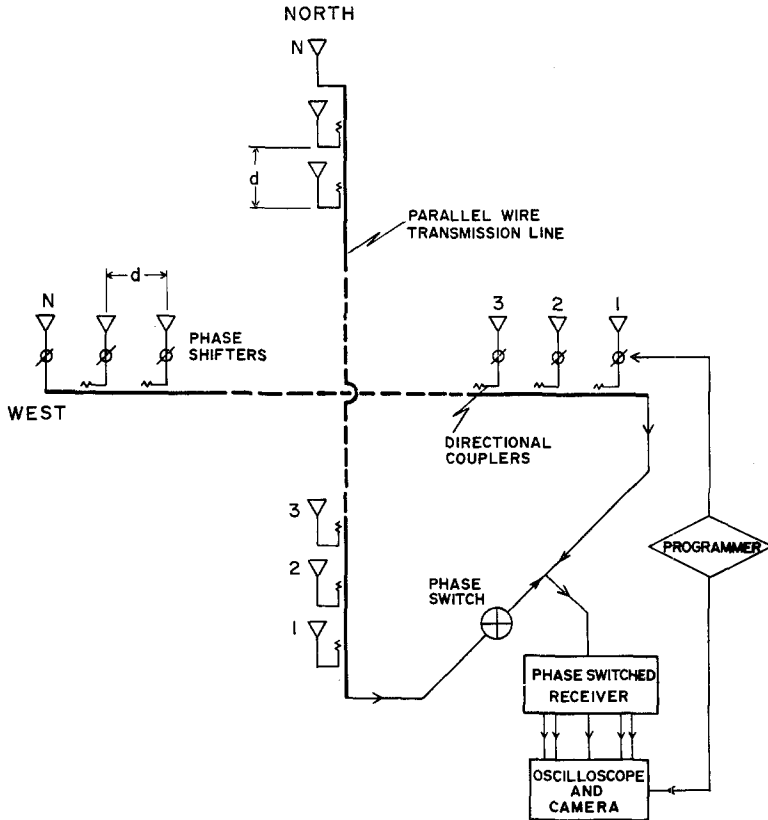 NORTH
N
d
PARALLEL WIRE
TRANSMISSION LINE
N
d
PHASE
SHIFTERS
3 2 1
WEST
DIRECTIONAL
COUPLERS
3
2
1
PHASE
SWITCH
PROGRAMMER
PHASE SWITCHED
RECEIVER
OSCILLOSCOPE
AND
CAMERA